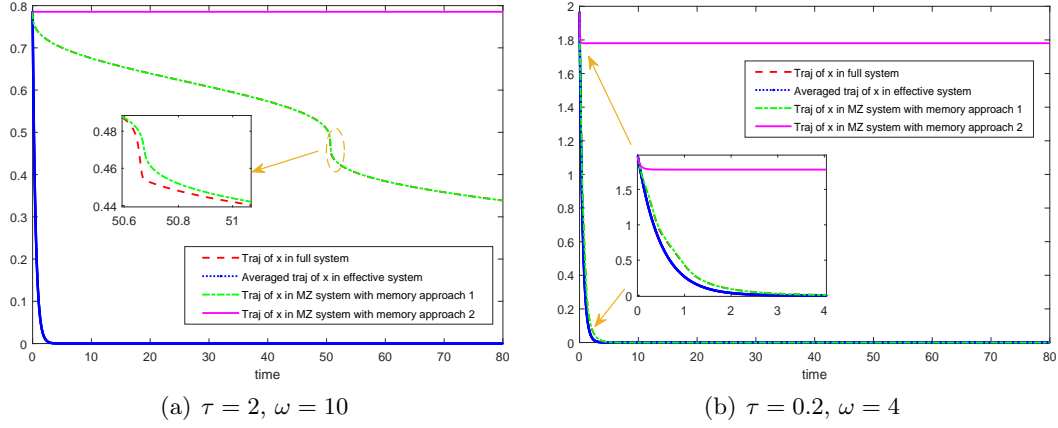 0.8
0.7
0.6
0.5
0.4
0.3
0.2
0.1
0
0.48
0.46
0.44
50.6 50.8 51
Traj of x in full system
Averaged traj of x in effective system
Traj of x in MZ system with memory approach 1
Traj of x in MZ system with memory approach 2
0 10 20 30 40 50 60 70 80
time
(a) τ = 2, ω = 10
2
1.8
1.6
1.4
1.2
1
0.8
0.6
0.4
0.2
0
Traj of x in full system
Averaged traj of x in effective system
Traj of x in MZ system with memory approach 1
Traj of x in MZ system with memory approach 2
1.5
1
0.5
0
0 1 2 3 4
0 10 20 30 40 50 60 70 80
time
(b) τ = 0.2, ω = 4